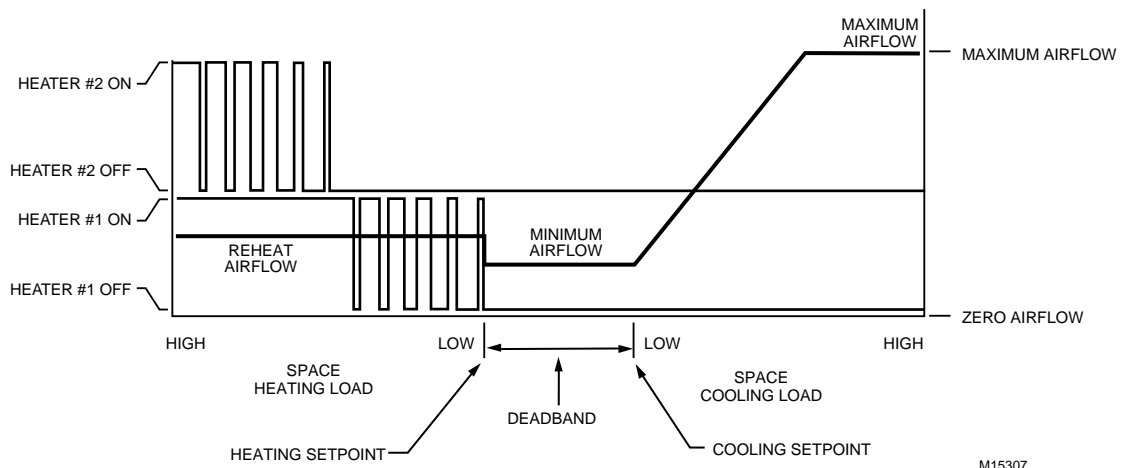 MAXIMUM
AIRFLOW
MAXIMUM AIRFLOW
HEATER #2 ON
HEATER #2 OFF
HEATER #1 ON
REHEAT
AIRFLOW
MINIMUM
AIRFLOW
HEATER #1 OFF
ZERO AIRFLOW
HIGH
LOW
LOW
HIGH
SPACE
HEATING LOAD
SPACE
COOLING LOAD
DEADBAND
HEATING SETPOINT
COOLING SETPOINT
M15307